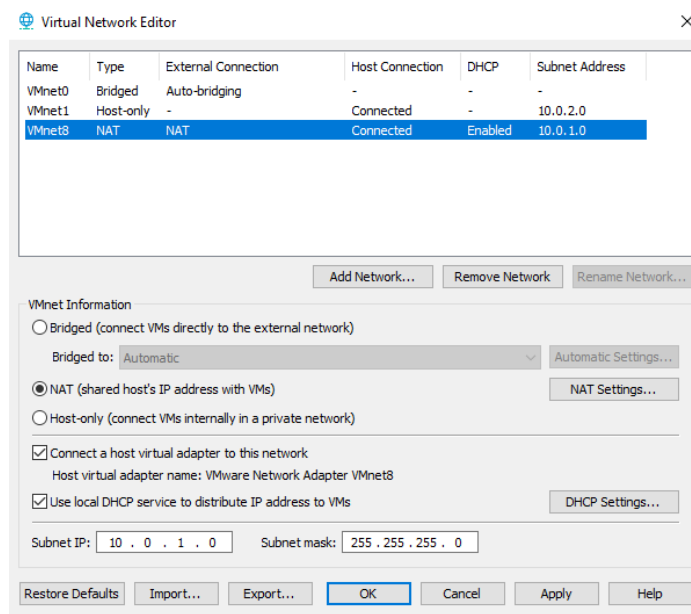 Virtual Network Editor
Name Type External Connection Host Connection DHCP Subnet Address
VMnet0 Bridged Auto-bridging - - -
VMnet1 Host-only - Connected - 10.0.2.0
VMnet8 NAT NAT Connected Enabled 10.0.1.0
Add Network... Remove Network Rename Network...
VMnet Information
Bridged (connect VMs directly to the external network)
Bridged to: Automatic Automatic Settings...
NAT (shared host's IP address with VMs) NAT Settings...
Host-only (connect VMs internally in a private network)
Connect a host virtual adapter to this network
Host virtual adapter name: VMware Network Adapter VMnet8
Use local DHCP service to distribute IP address to VMs DHCP Settings...
Subnet IP: 10 . 0 . 1 . 0 Subnet mask: 255 . 255 . 255 . 0
Restore Defaults Import... Export... OK Cancel Apply Help